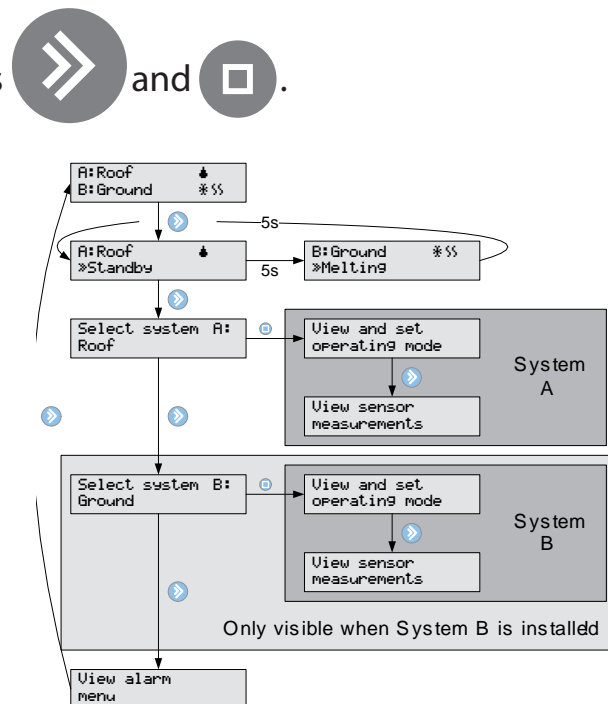 s » and .
A:Roof
B:Ground
5s
A:Roof
»Standby
5s
B:Ground
»Melting
Select system A:
Roof
View and set
operating mode
View sensor
measurements
System
A
Select system B:
Ground
View and set
operating mode
View sensor
measurements
System
B
Only visible when System B is installed
View alarm
menu